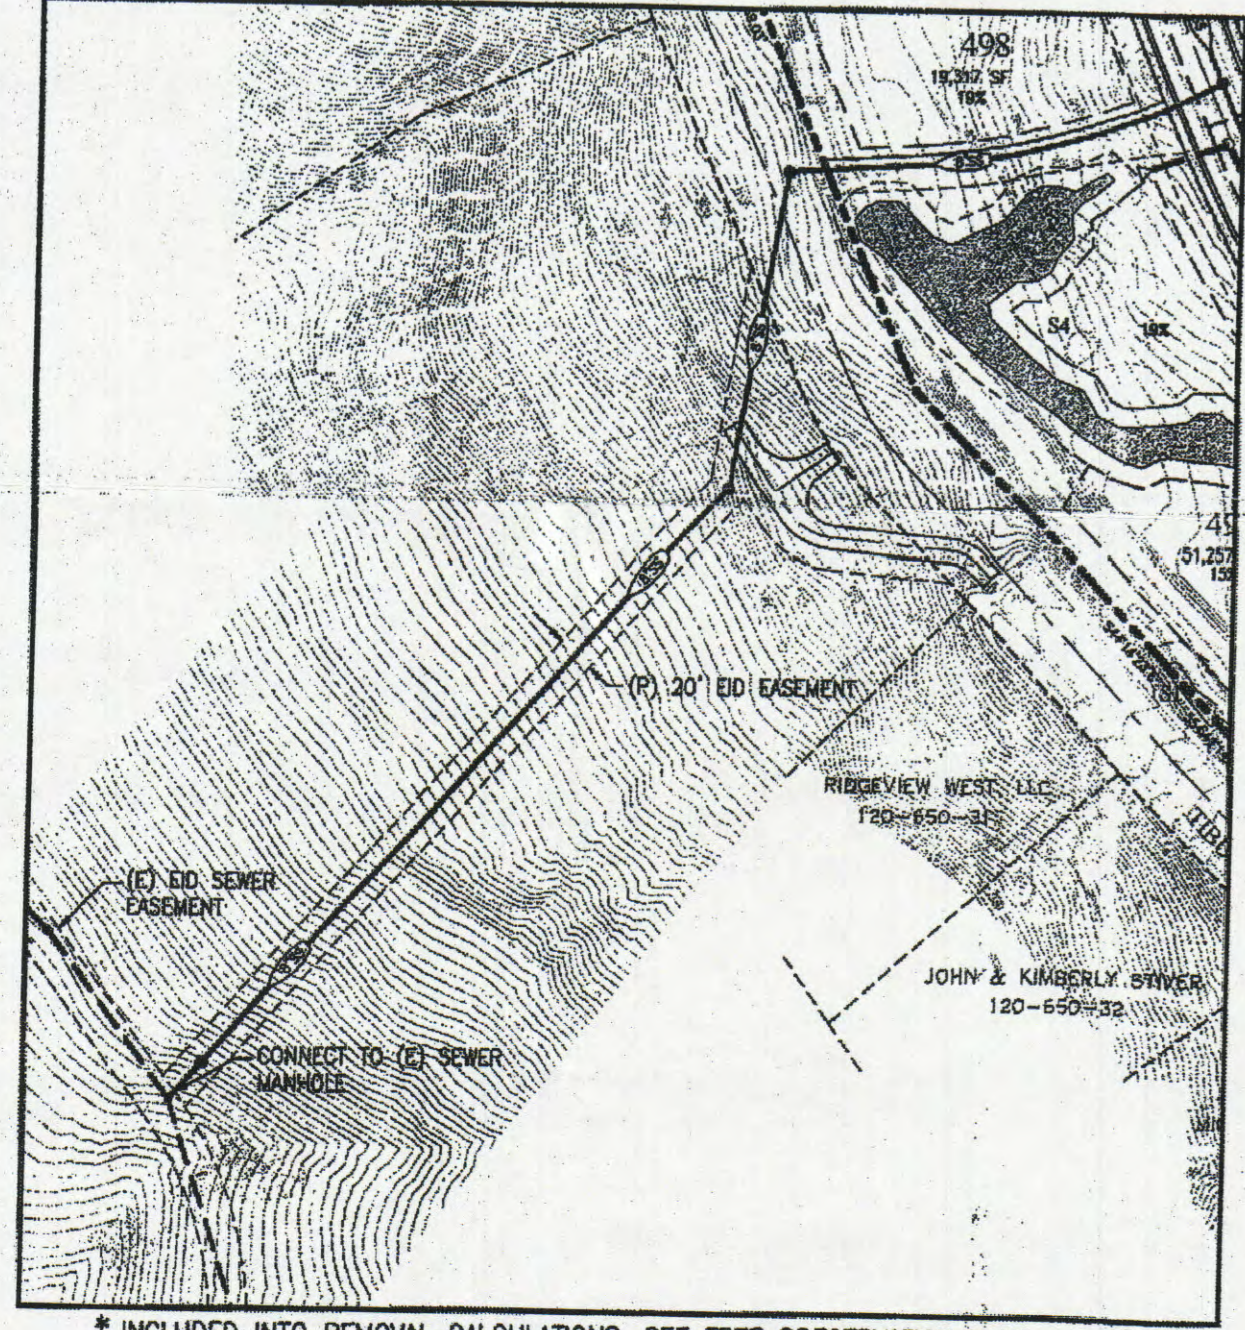 498
19,317 SF
19%
S4
19%
49
51,257
(P) 20' EID EASEMENT
RIDGEVIEW WEST, LLC
120-650-31
(E) EID SEWER
EASEMENT
JOHN & KIMBERLY STIVER
120-650-32
CONNECT TO (E) SEWER
MANHOLE
* INCLUDED INTO REMOVAL CALCULATIONS